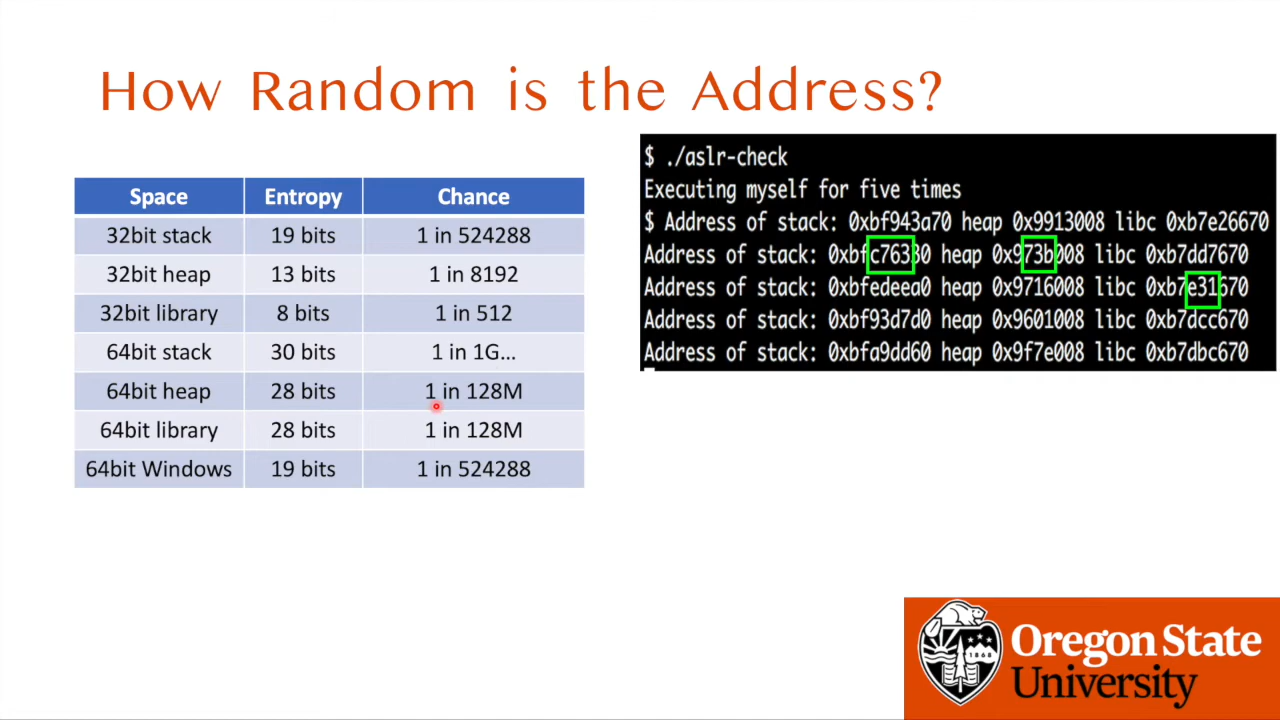 How Random is the Address?
Space Entropy Chance
32bit stack 19 bits 1 in 524288
32bit heap 13 bits 1 in 8192
32bit library 8 bits 1 in 512
64bit stack 30 bits 1 in 1G...
64bit heap 28 bits 1 in 128M
64bit library 28 bits 1 in 128M
64bit Windows 19 bits 1 in 524288
$ ./aslr-check
Executing myself for five times
$ Address of stack: 0xbf943a70 heap 0x9913008 libc 0xb7e26670
Address of stack: 0xbfc76330 heap 0x973b008 libc 0xb7dd7670
Address of stack: 0xbfedeea0 heap 0x9716008 libc 0xb7e31670
Address of stack: 0xbf93d7d0 heap 0x9601008 libc 0xb7dcc670
Address of stack: 0xbfa9dd60 heap 0x9f7e008 libc 0xb7dbc670
Oregon State
University